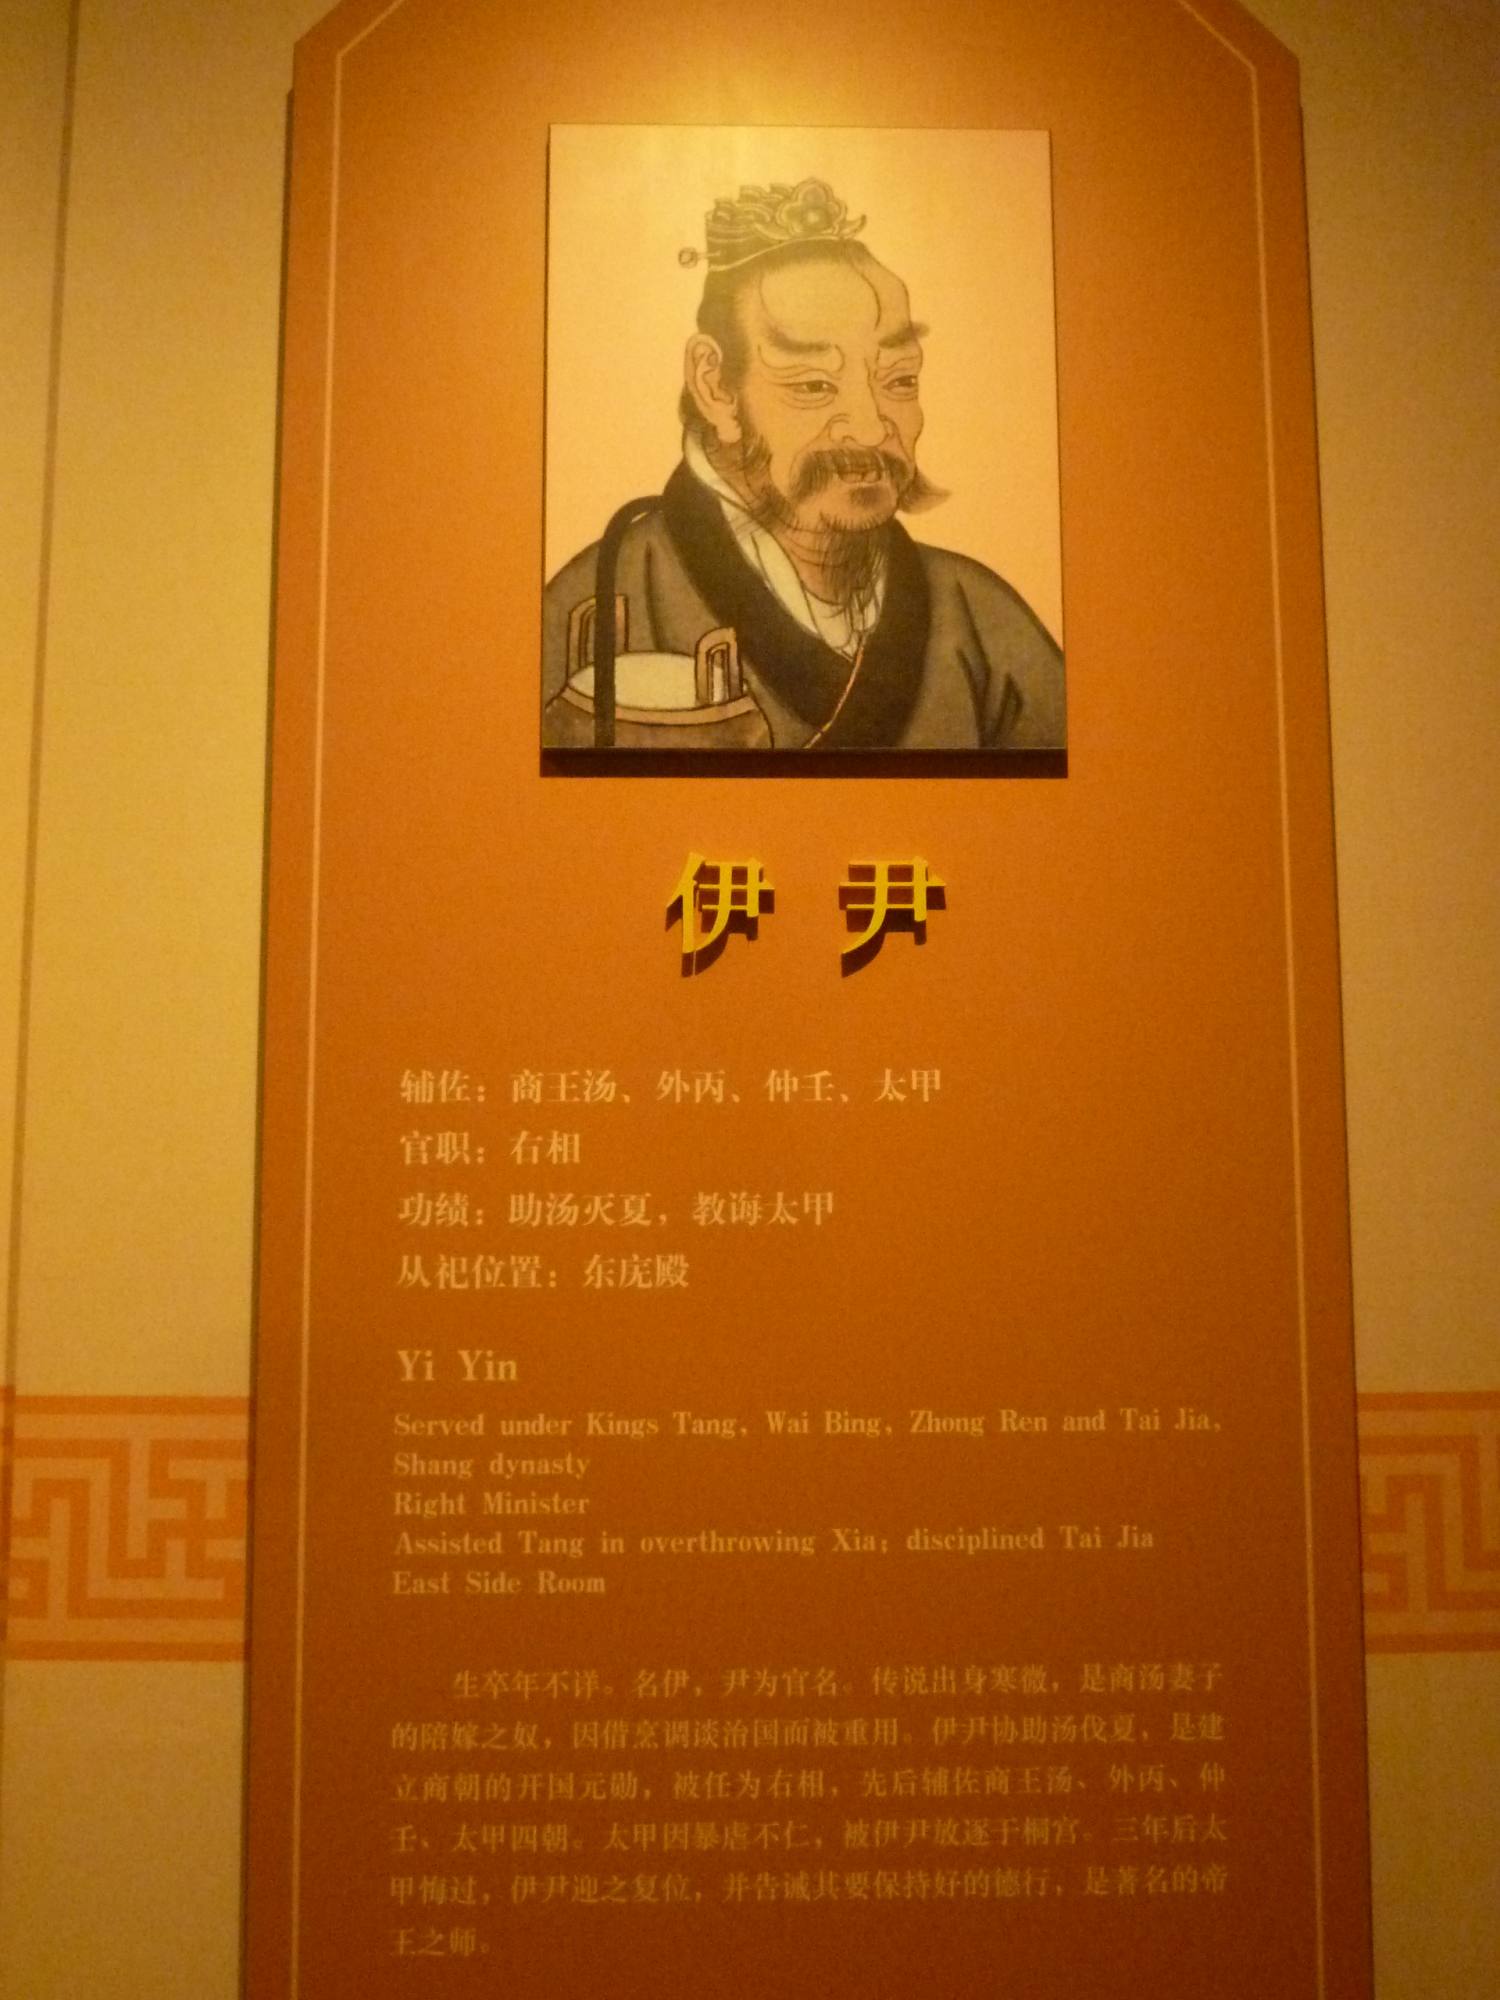 伊尹
辅佐：商王汤、外丙、仲壬、太甲
官职：右相
功绩：助汤灭夏，教诲太甲
从祀位置：东庑殿
Yi Yin
Served under Kings Tang, Wai Bing, Zhong Ren and Tai Jia,
Shang dynasty
Right Minister
Assisted Tang in overthrowing Xia; disciplined Tai Jia
East Side Room
生卒年不详。名伊，尹为官名。传说出身寒微，是商汤妻子
的陪嫁之奴，因借烹调谈治国而被重用。伊尹协助汤伐夏，是建
立商朝的开国元勋，被任为右相，先后辅佐商王汤、外丙、仲
壬、太甲四朝。太甲因暴虐不仁，被伊尹放逐于桐宫。三年后太
甲悔过，伊尹迎之复位，并告诫其要保持好的德行，是著名的帝
王之师。